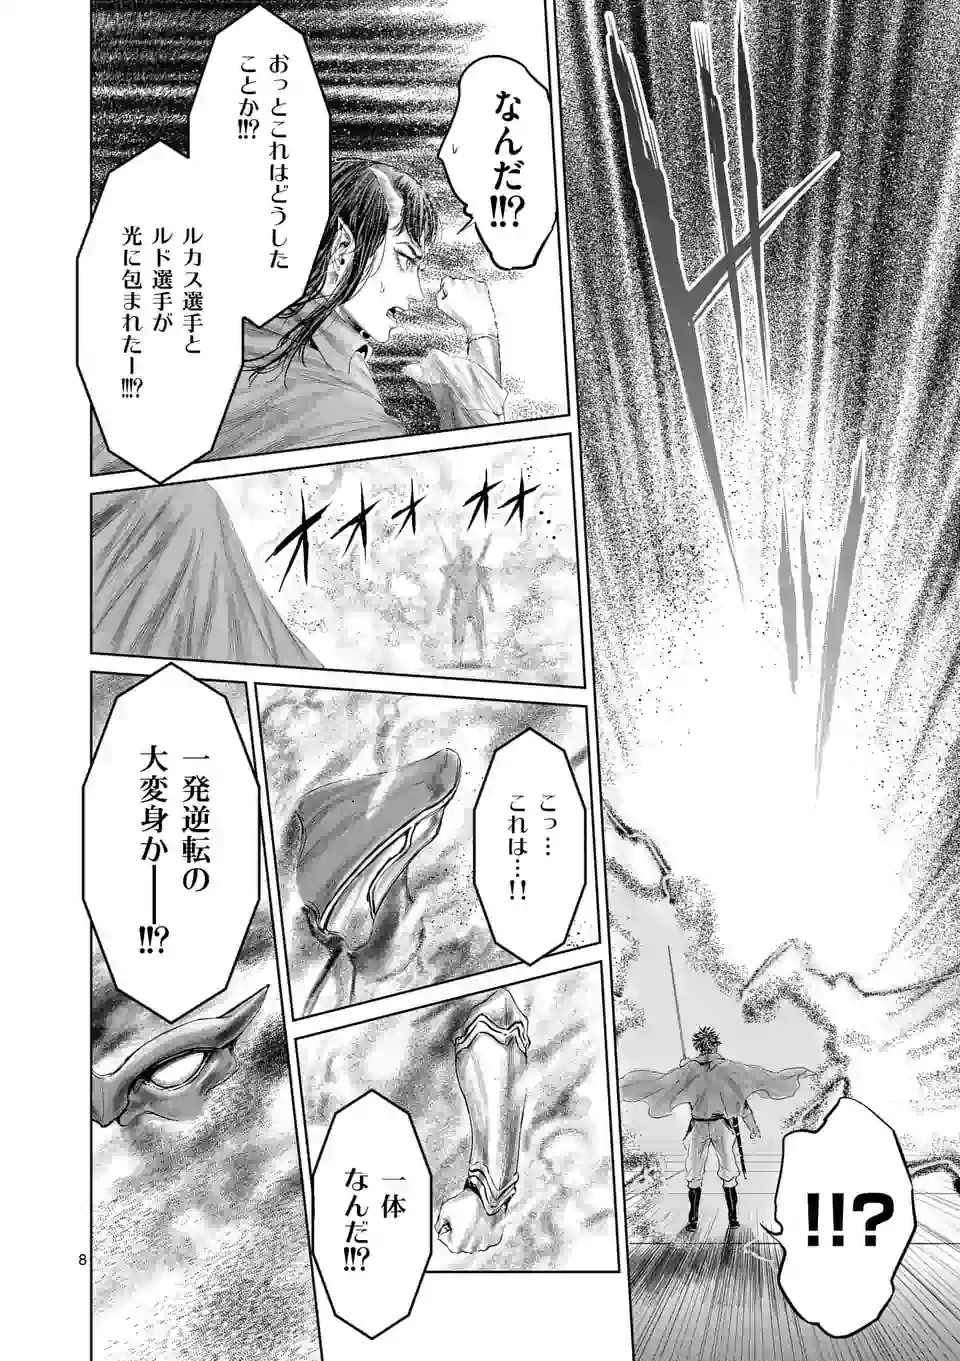 !!?
なんだ!!?
おっとこれはどうした
ことか!!?
ルカス選手と
ルド選手が
光に包まれたー!!!?
オオオオオ…
こっ…
これは…!!
一体
なんだ!!?
一発逆転の
大変身かー!!?
8